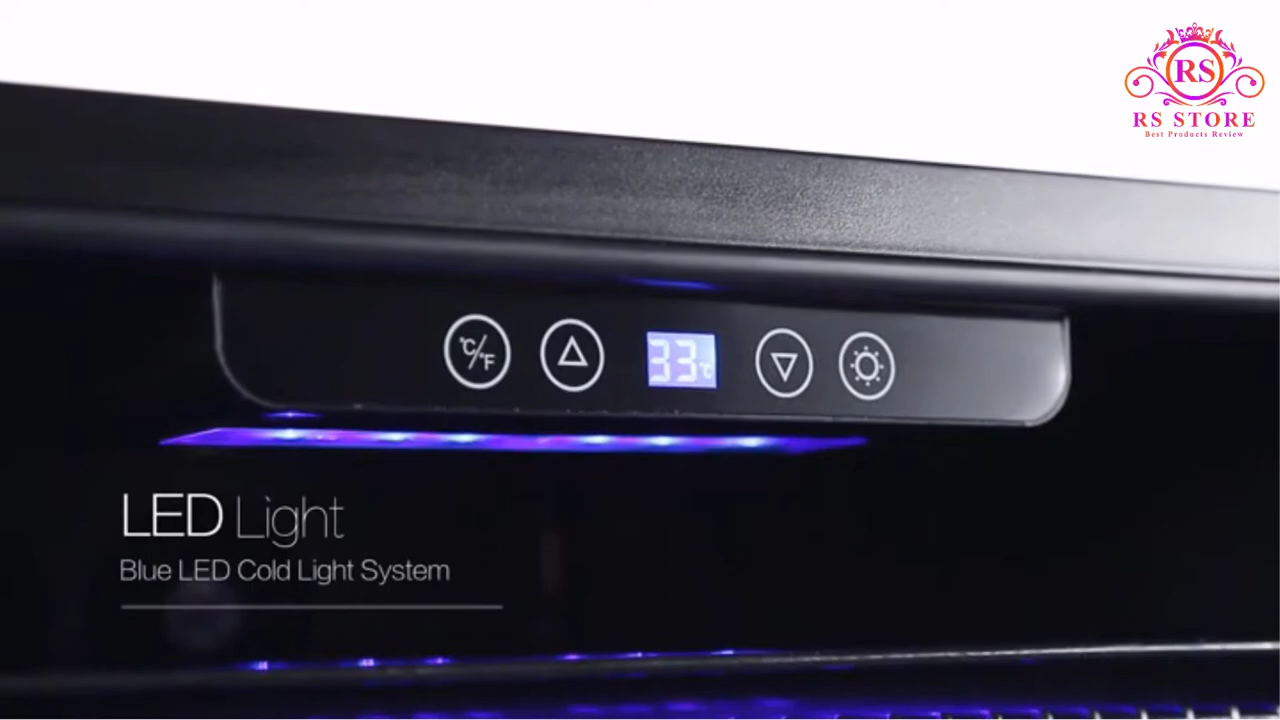 RS
RS STORE
Best Products Review
°C/°F
33°C
LED Light
Blue LED Cold Light System